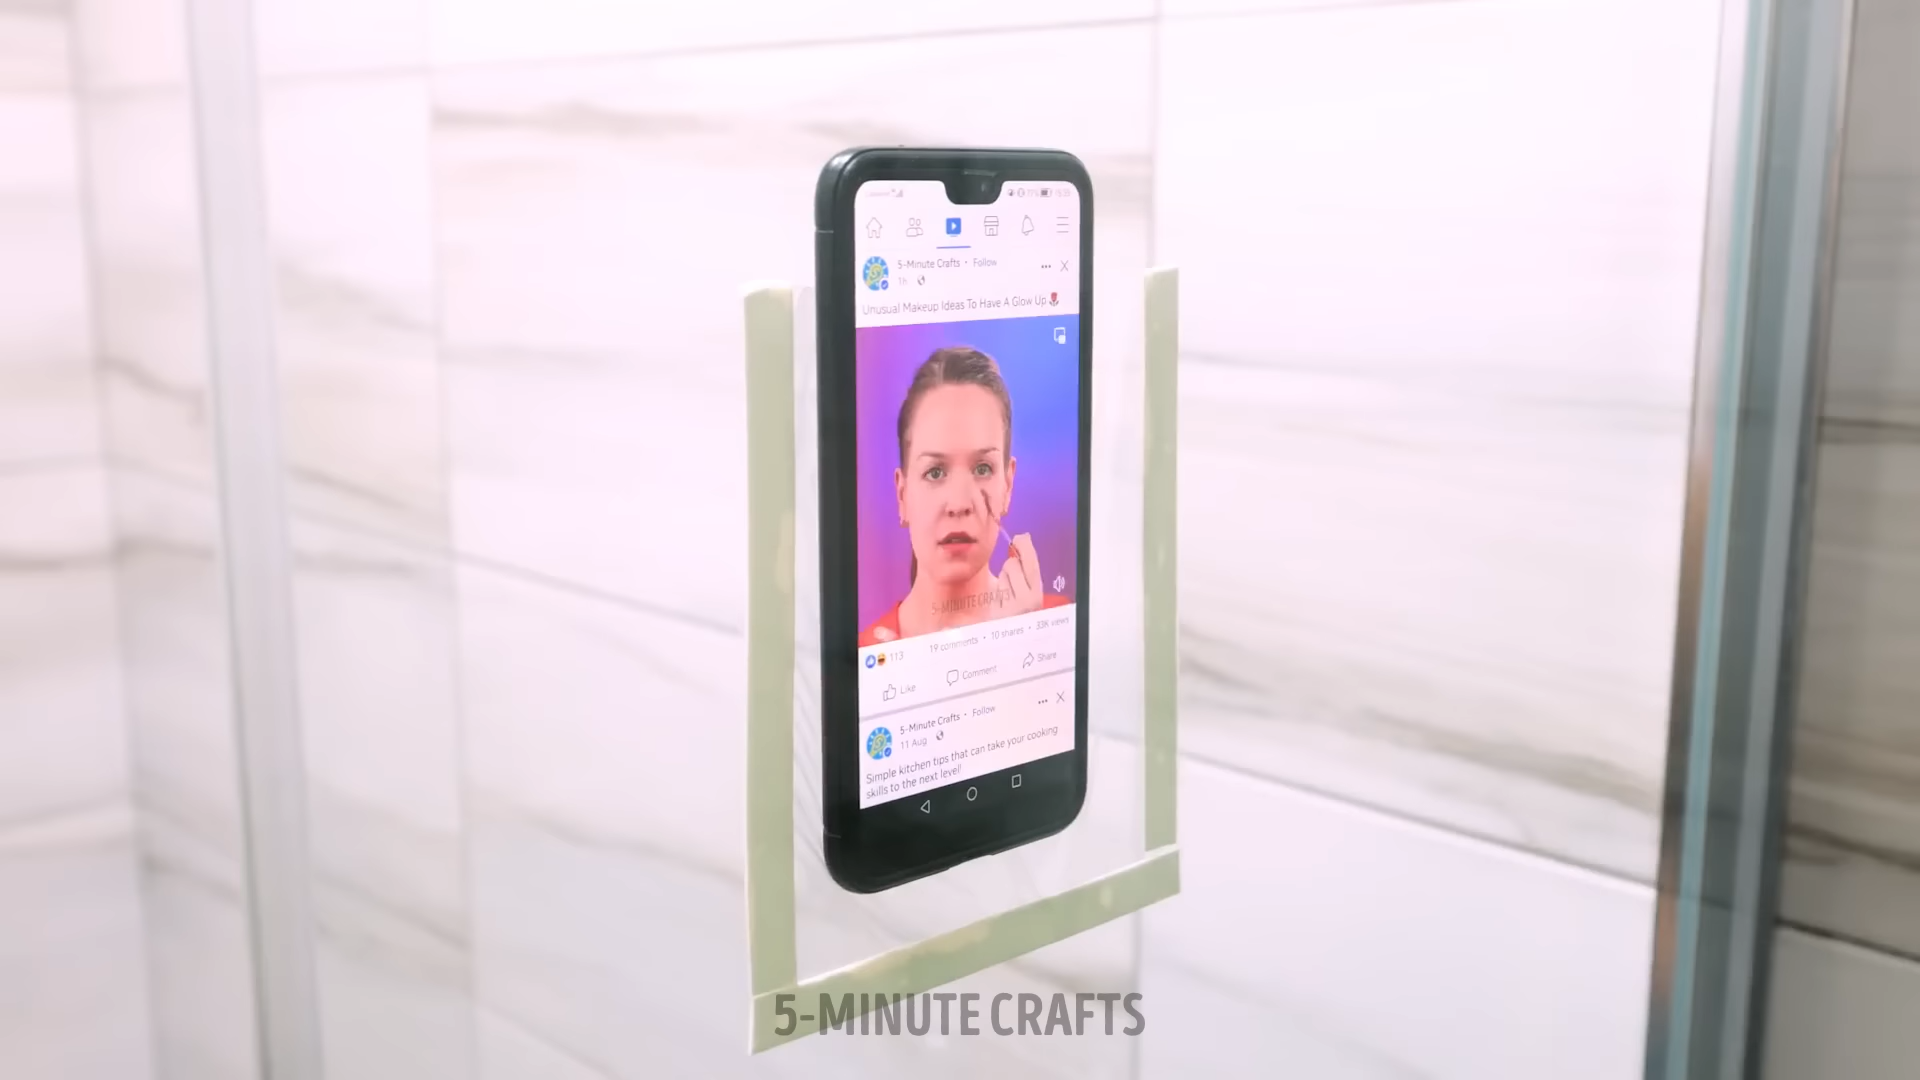 5-Minute Crafts • Follow
1h
Unusual Makeup Ideas To Have A Glow Up
5-MINUTE CRAFTS
113 19 comments • 10 shares • 33K views
Like Comment Share
5-Minute Crafts • Follow
11 Aug
Simple kitchen tips that can take your cooking
skills to the next level!
5-MINUTE CRAFTS